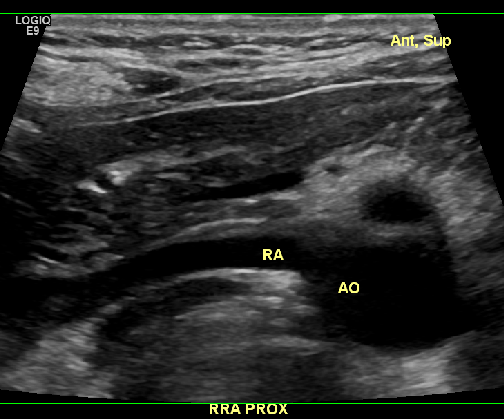 LOGIQ
E9
Ant, Sup
RA
AO
RRA PROX